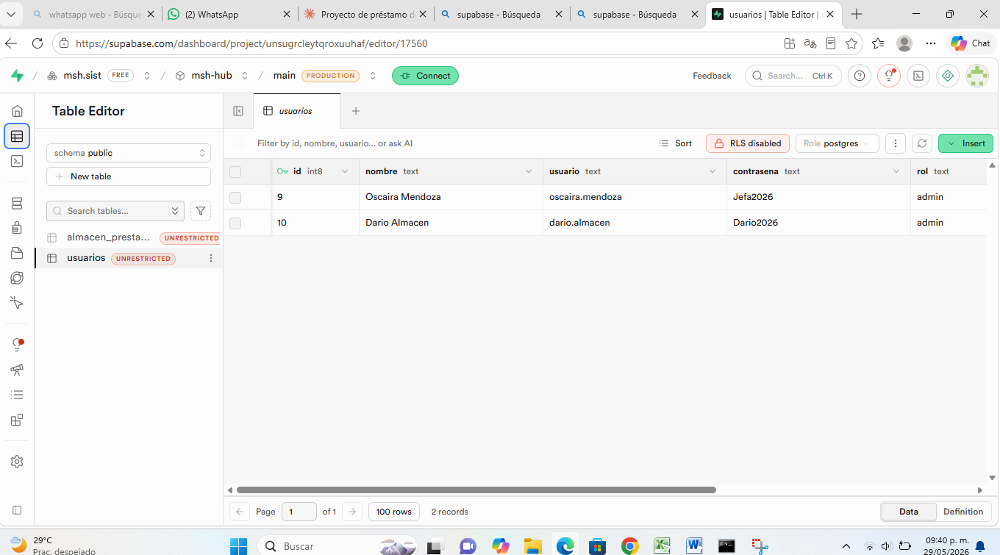 whatsapp web - Búsque
(2) WhatsApp
Proyecto de préstamo d
supabase - Búsqueda
supabase - Búsqueda
usuarios | Table Editor |
https://supabase.com/dashboard/project/unsugrcleytqroxuuhaf/editor/17560
Chat
msh.sist FREE / msh-hub / main PRODUCTION Connect
Feedback Search... Ctrl K
Table Editor
usuarios
schema public
New table
Search tables...
almacen_presta... UNRESTRICTED
usuarios UNRESTRICTED
Filter by id, nombre, usuario... or ask AI
Sort RLS disabled Role postgres Insert
id int8 nombre text usuario text contrasena text rol text
9 Oscaira Mendoza oscaira.mendoza Jefa2026 admin
10 Dario Almacen dario.almacen Dario2026 admin
Page 1 of 1 100 rows 2 records
Data Definition
29°C
Prac. despejado
Buscar
09:40 p. m.
29/05/2026